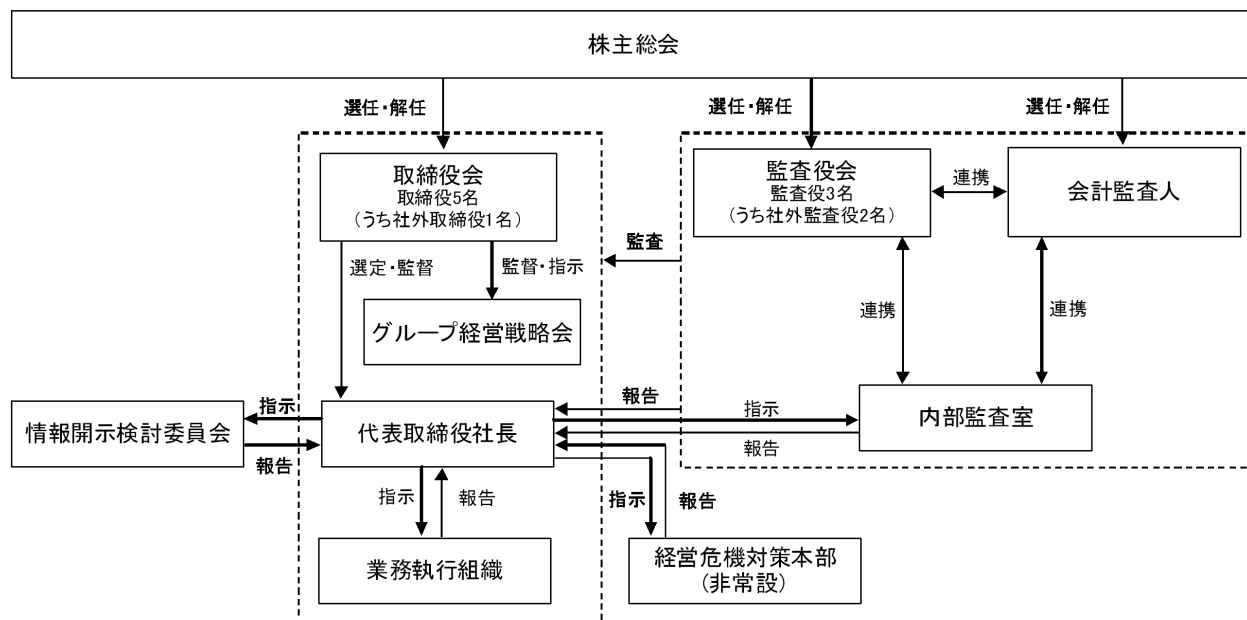 株主総会
選任・解任
選任・解任
選任・解任
取締役会
取締役5名
(うち社外取締役1名)
監査役会
監査役3名
(うち社外監査役2名)
連携
会計監査人
監査
選定・監督
監督・指示
グループ経営戦略会
連携
連携
情報開示検討委員会
指示
報告
代表取締役社長
報告
指示
報告
内部監査室
指示
報告
指示
報告
業務執行組織
経営危機対策本部
(非常設)